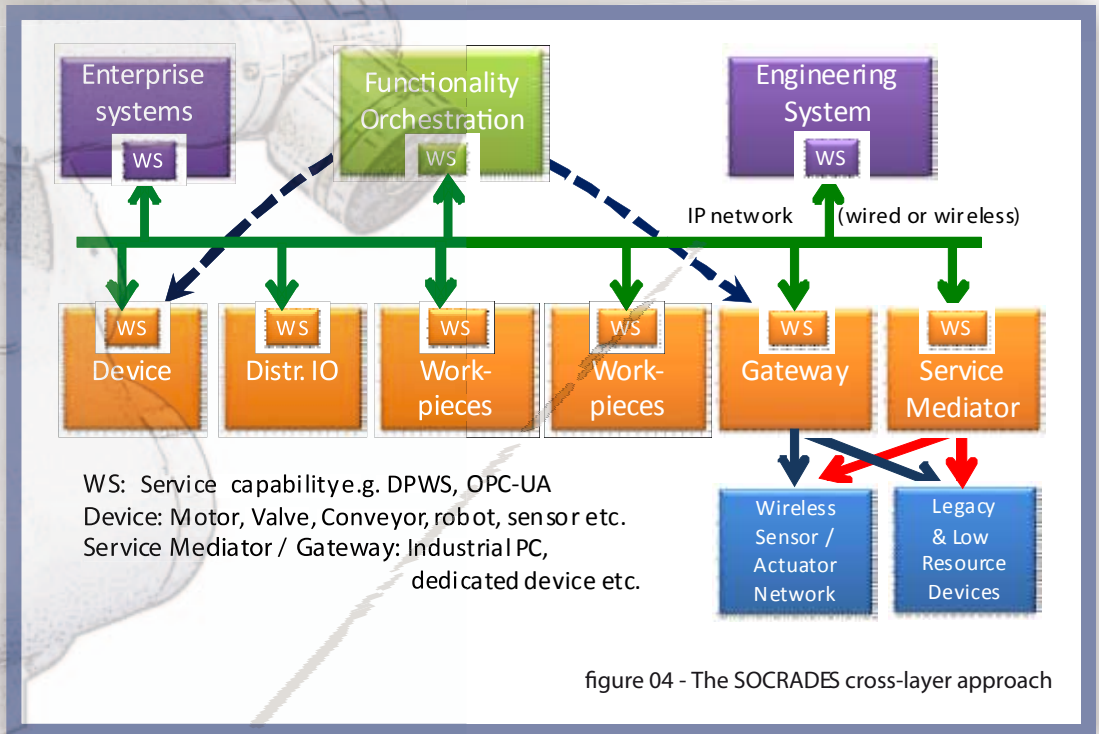 Enterprise
systems
WS
Functionality
Orchestration
WS
Engineering
System
WS
IP network (wired or wireless)
WS
Device
WS
Distr. IO
WS
Work-
pieces
WS
Work-
pieces
WS
Gateway
WS
Service
Mediator
WS: Service capability e.g. DPWS, OPC-UA
Device: Motor, Valve, Conveyor, robot, sensor etc.
Service Mediator / Gateway: Industrial PC,
dedicated device etc.
Wireless
Sensor /
Actuator
Network
Legacy
& Low
Resource
Devices
figure 04 - The SOCRADES cross-layer approach